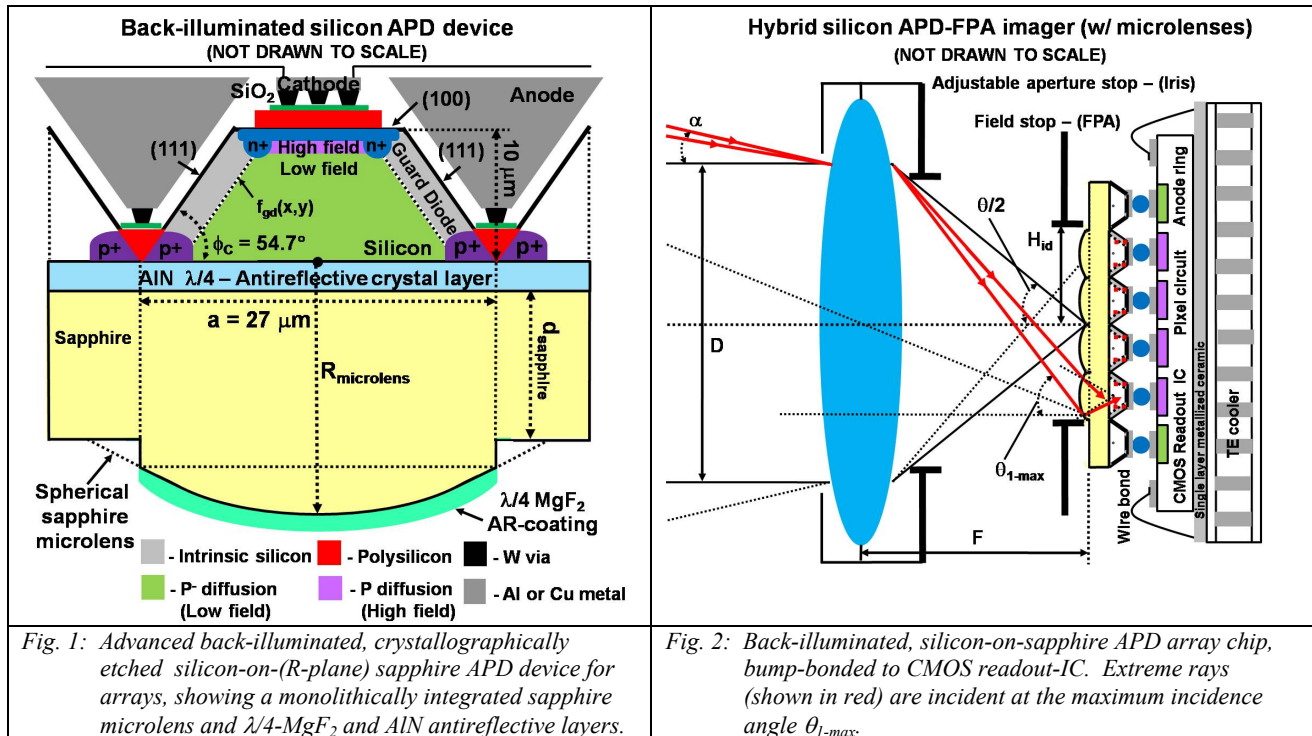 Back-illuminated silicon APD device
(NOT DRAWN TO SCALE)
SiO2
Cathode
Anode
(100)
(111)
(111)
n+
High field
n+
Low field
Guard Diode
10 μm
fgd(x,y)
p+
p+
ϕC = 54.7°
Silicon
p+
p+
AlN λ/4 – Antireflective crystal layer
a = 27 μm
Sapphire
dsapphire
Rmicrolens
Spherical
sapphire
microlens
λ/4 MgF2
AR-coating
- Intrinsic silicon
- Polysilicon
- W via
- P- diffusion
(Low field)
- P diffusion
(High field)
- Al or Cu metal
Hybrid silicon APD-FPA imager (w/ microlenses)
(NOT DRAWN TO SCALE)
Adjustable aperture stop – (Iris)
Field stop – (FPA)
α
θ/2
Hid
D
θ1-max
F
Wire bond
Anode ring
Pixel circuit
CMOS Readout IC
Single layer metallized ceramic
TE cooler
Fig. 1: Advanced back-illuminated, crystallographically
etched silicon-on-(R-plane) sapphire APD device for
arrays, showing a monolithically integrated sapphire
microlens and λ/4-MgF2 and AlN antireflective layers.
Fig. 2: Back-illuminated, silicon-on-sapphire APD array chip,
bump-bonded to CMOS readout-IC. Extreme rays
(shown in red) are incident at the maximum incidence
angle θ1-max.